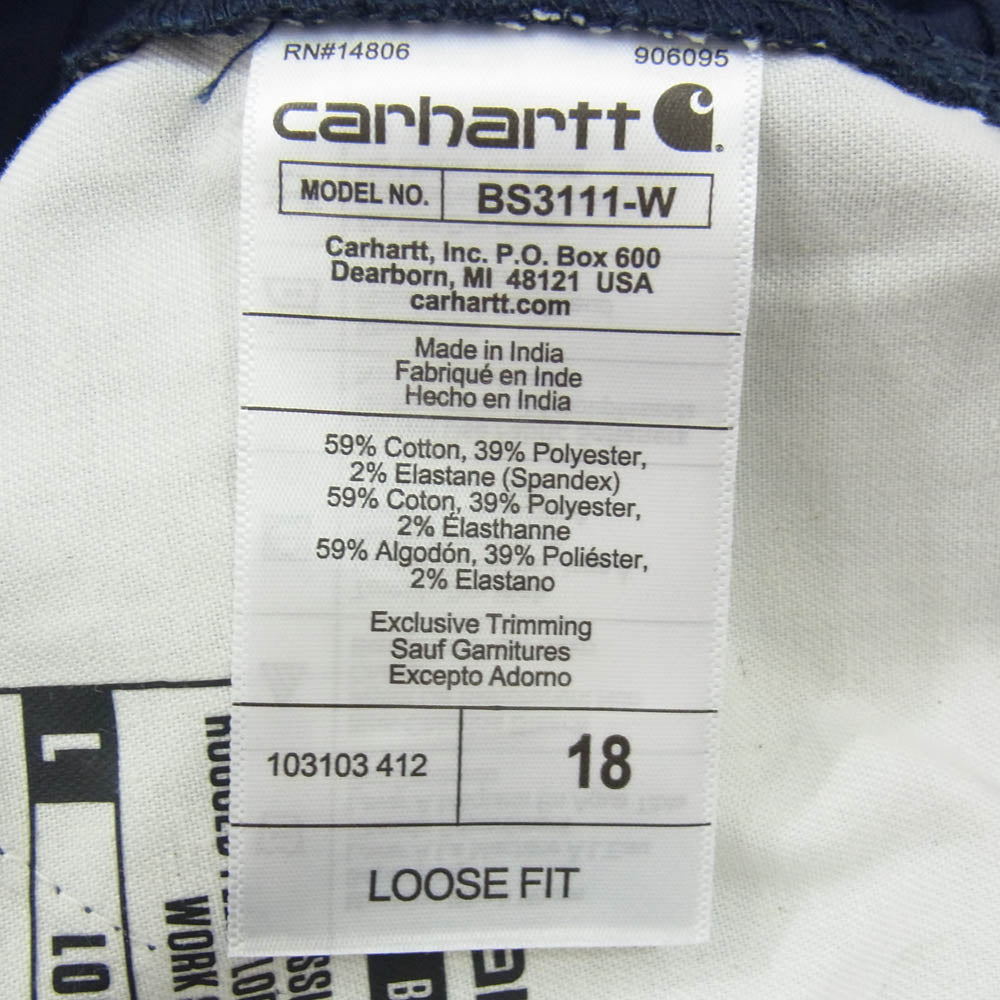 RN#14806 906095
carhartt
MODEL NO. BS3111-W
Carhartt, Inc. P.O. Box 600
Dearborn, MI 48121 USA
carhartt.com
Made in India
Fabriqué en Inde
Hecho en India
59% Cotton, 39% Polyester,
2% Elastane (Spandex)
59% Coton, 39% Polyester,
2% Élasthanne
59% Algodón, 39% Poliéster,
2% Elastano
Exclusive Trimming
Sauf Garnitures
Excepto Adorno
103103 412 18
LOOSE FIT
WORK